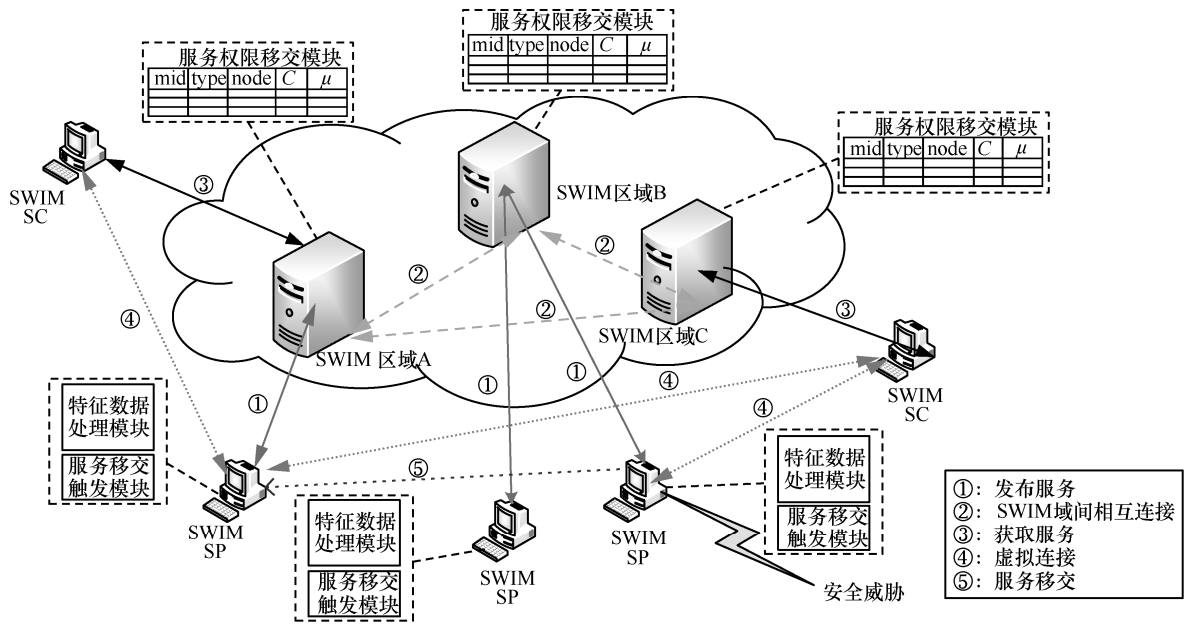 服务权限移交模块
mid type node C μ
服务权限移交模块
mid type node C μ
服务权限移交模块
mid type node C μ
SWIM
SC
③
SWIM区域B
②
②
SWIM区域C
③
④
②
SWIM 区域A
①
①
①
④
④
SWIM
SC
特征数据
处理模块
服务移交
触发模块
SWIM
SP
⑤
特征数据
处理模块
服务移交
触发模块
SWIM
SP
SWIM
SP
特征数据
处理模块
服务移交
触发模块
安全威胁
①：发布服务
②：SWIM域间相互连接
③：获取服务
④：虚拟连接
⑤：服务移交